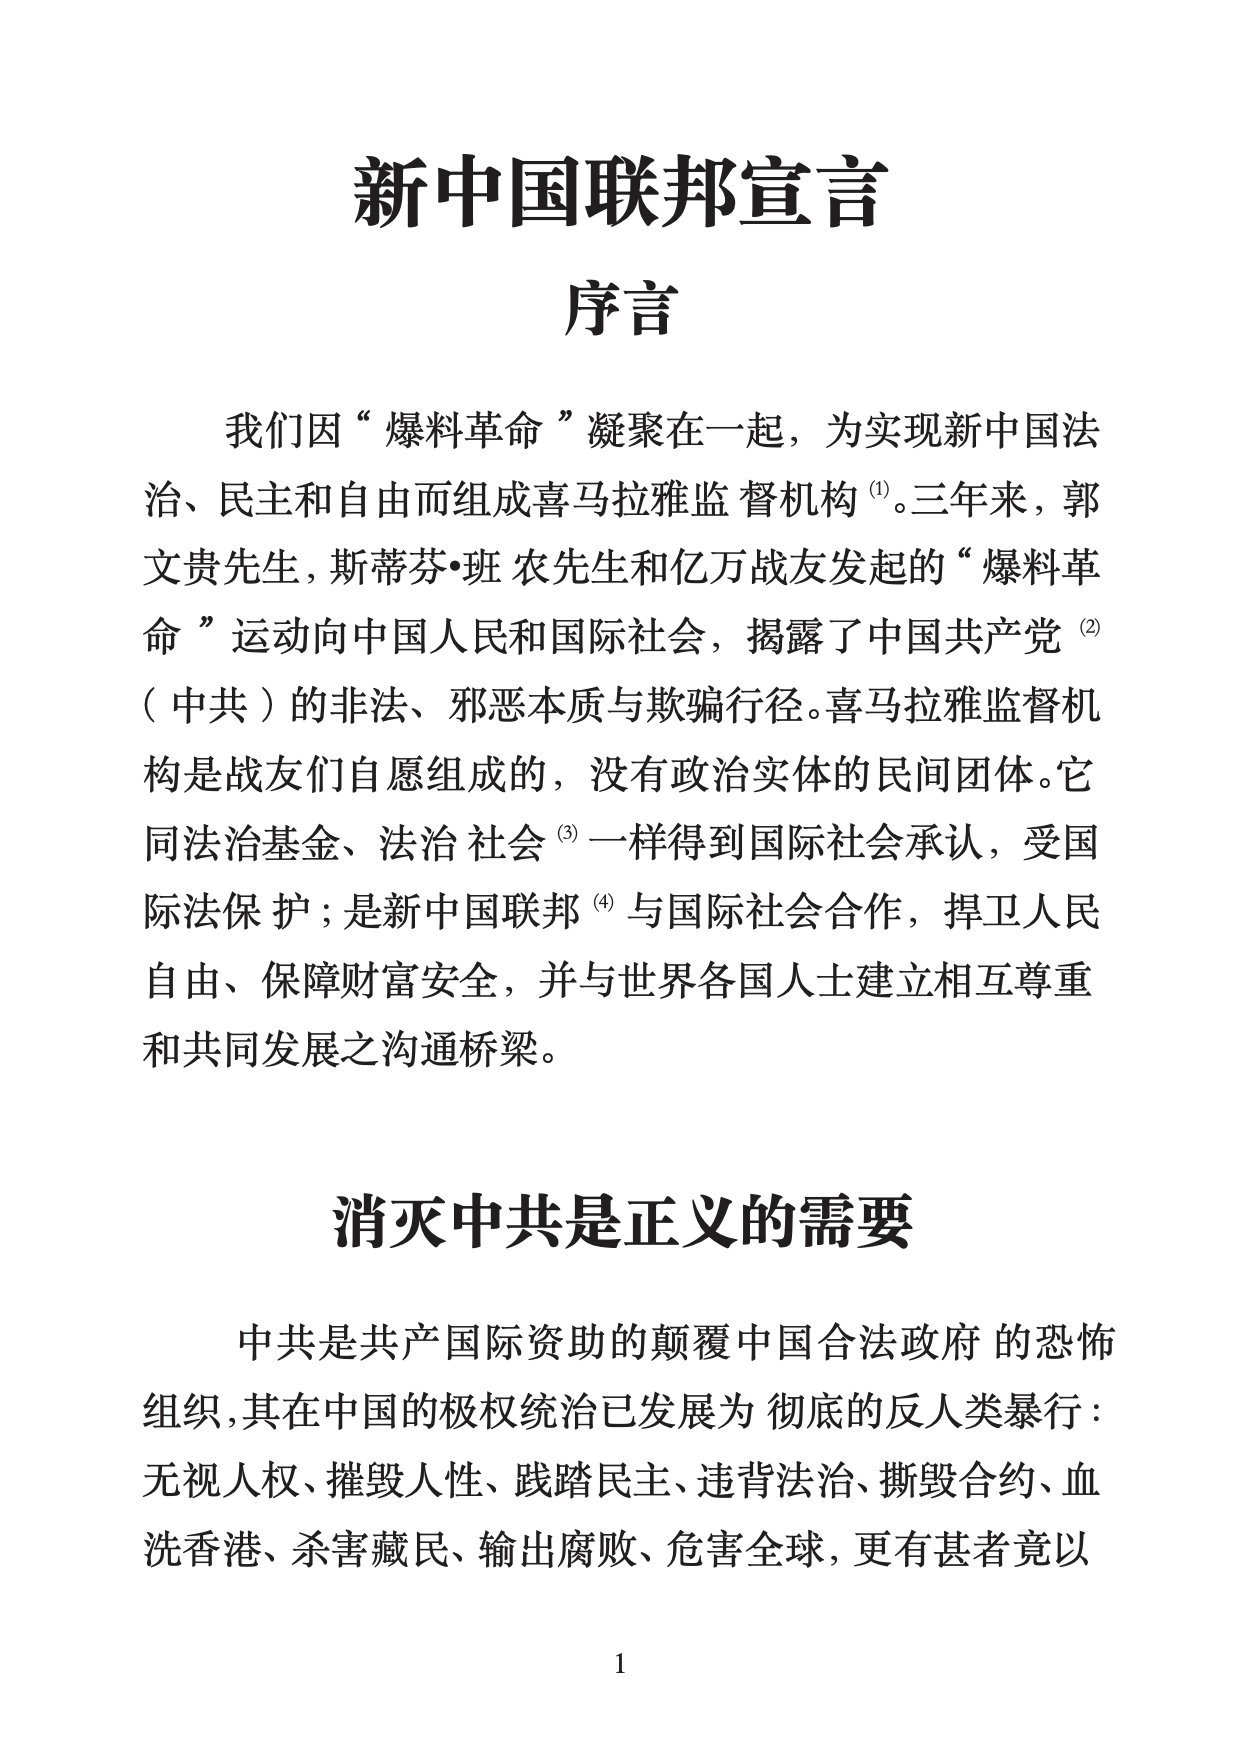 新中国联邦宣言
序言
我们因“爆料革命”凝聚在一起，为实现新中国法
治、民主和自由而组成喜马拉雅监 督机构⑴。三年来，郭
文贵先生，斯蒂芬•班 农先生和亿万战友发起的“爆料革
命”运动向中国人民和国际社会，揭露了中国共产党⑵
（中共）的非法、邪恶本质与欺骗行径。喜马拉雅监督机
构是战友们自愿组成的，没有政治实体的民间团体。它
同法治基金、法治 社会⑶一样得到国际社会承认，受国
际法保 护；是新中国联邦⑷与国际社会合作，捍卫人民
自由、保障财富安全，并与世界各国人士建立相互尊重
和共同发展之沟通桥梁。
消灭中共是正义的需要
中共是共产国际资助的颠覆中国合法政府 的恐怖
组织，其在中国的极权统治已发展为 彻底的反人类暴行：
无视人权、摧毁人性、践踏民主、违背法治、撕毁合约、血
洗香港、杀害藏民、输出腐败、危害全球，更有甚者竟以
1